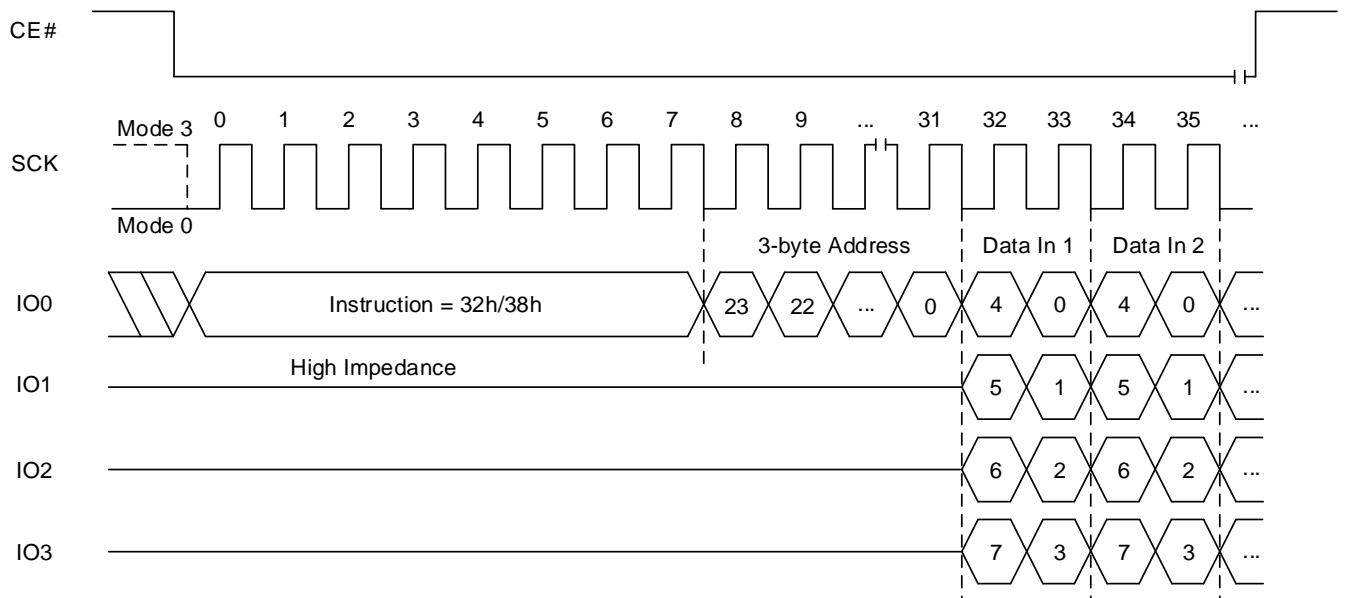 CE#
Mode 3 0 1 2 3 4 5 6 7 8 9 ... 31 32 33 34 35 ...
SCK
Mode 0
3-byte Address Data In 1 Data In 2
IO0 Instruction = 32h/38h 23 22 ... 0 4 0 4 0 ...
High Impedance
IO1 5 1 5 1 ...
IO2 6 2 6 2 ...
IO3 7 3 7 3 ...